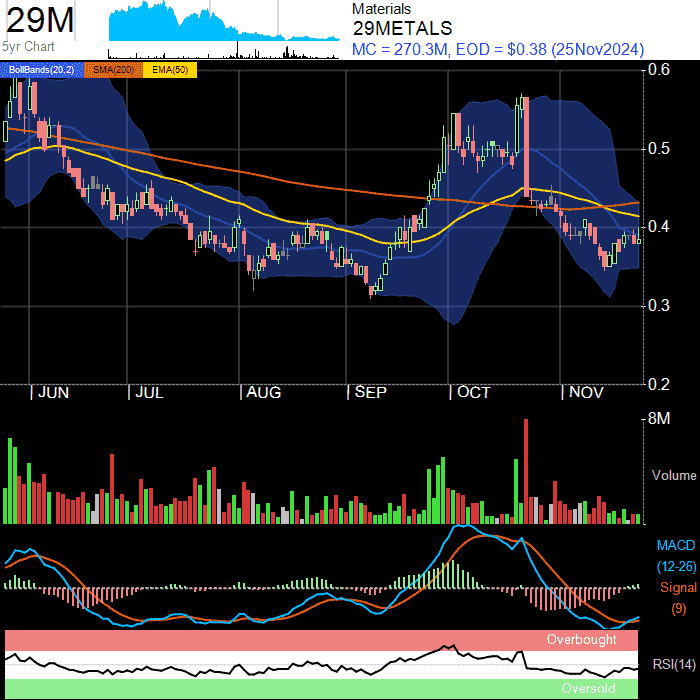 29M
5yr Chart
Materials
29METALS
MC = 270.3M, EOD = $0.38 (25Nov2024)
BollBands(20,2) SMA(200) EMA(50)
0.6
0.5
0.4
0.3
0.2
JUN JUL AUG SEP OCT NOV
8M
Volume
MACD
(12-26)
Signal
(9)
Overbought
RSI(14)
Oversold